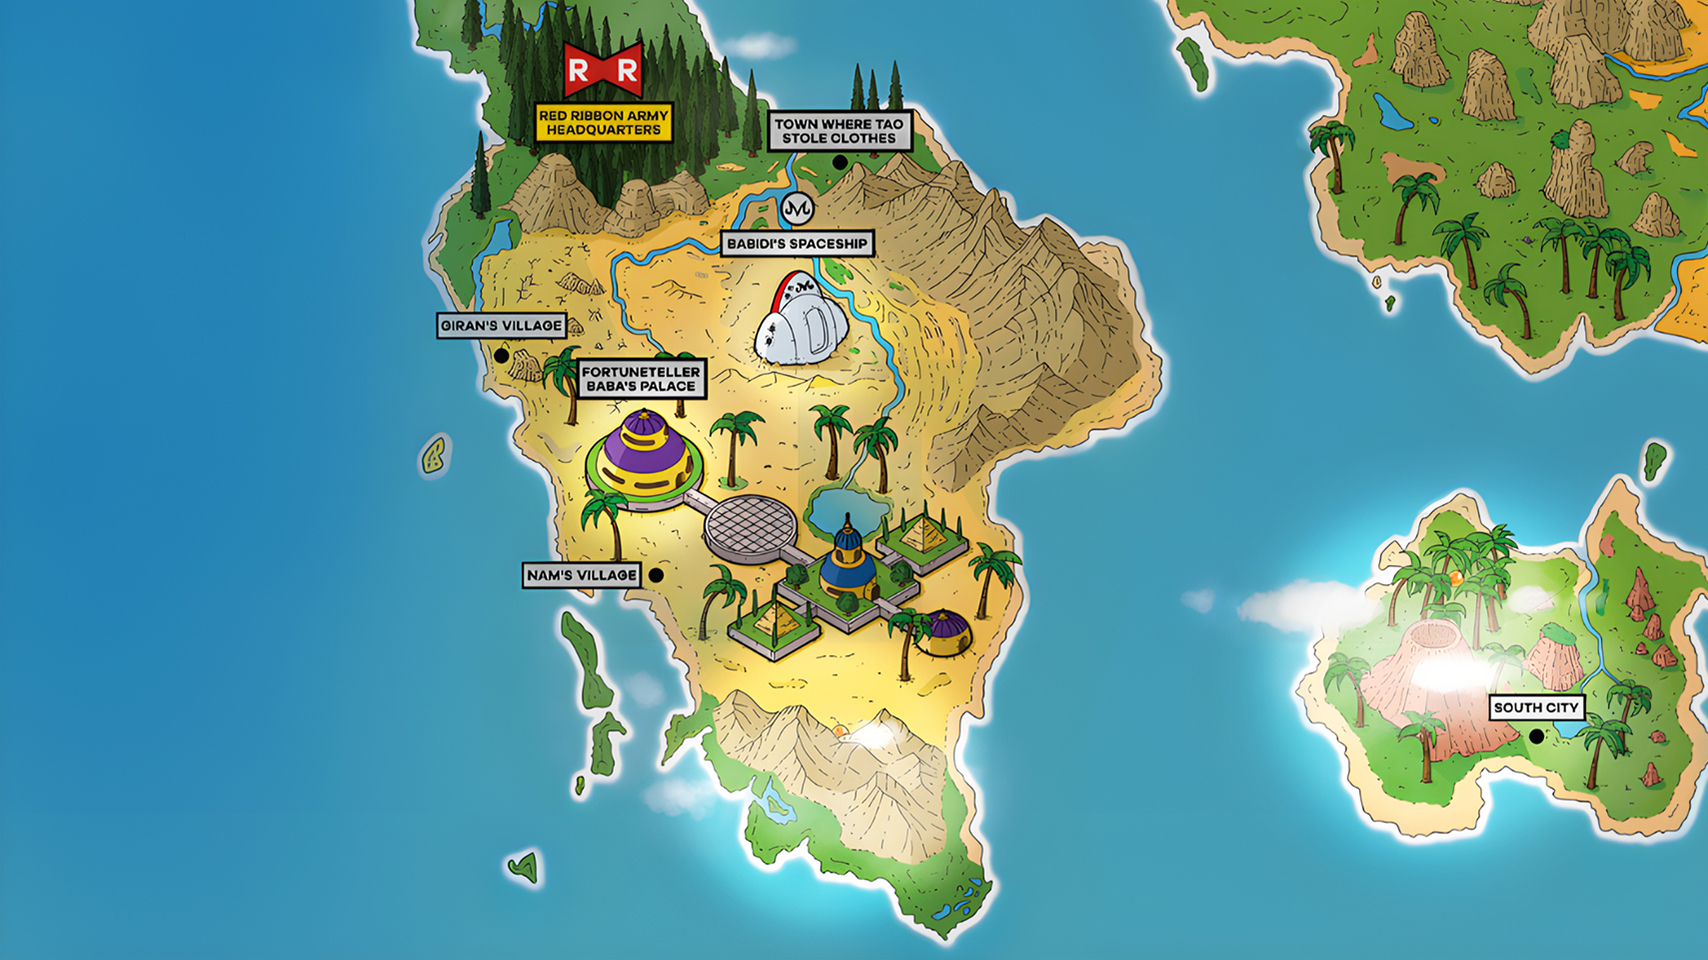 R R
RED RIBBON ARMY
HEADQUARTERS
TOWN WHERE TAO
STOLE CLOTHES
M
BABIDI'S SPACESHIP
M
GIRAN'S VILLAGE
FORTUNETELLER
BABA'S PALACE
NAM'S VILLAGE
SOUTH CITY